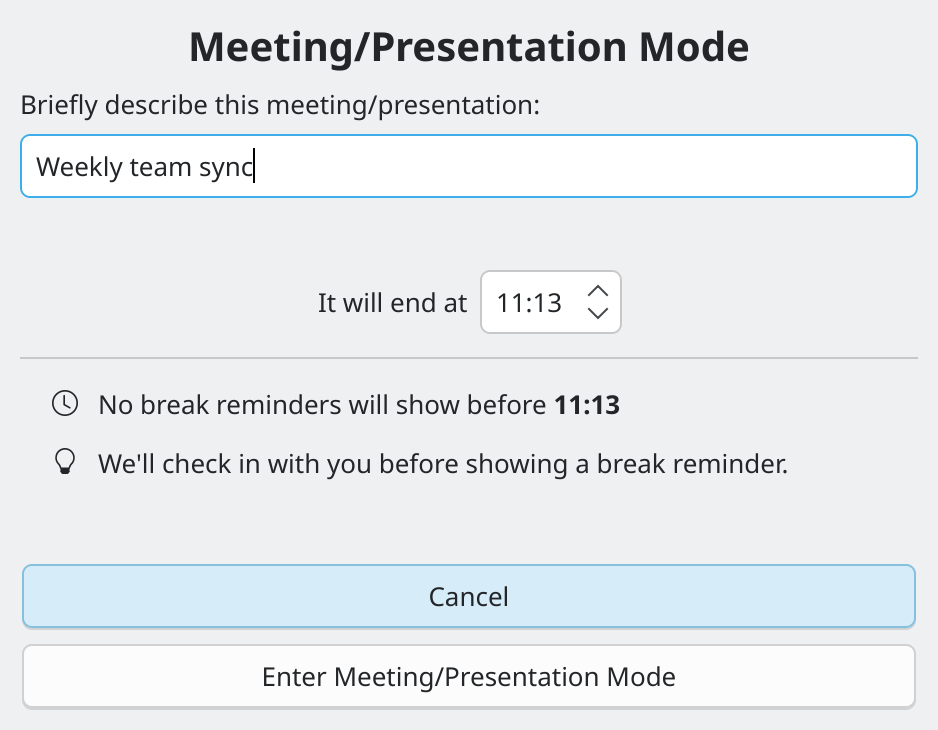 Meeting/Presentation Mode
Briefly describe this meeting/presentation:
Weekly team sync
It will end at 11:13
No break reminders will show before 11:13
We'll check in with you before showing a break reminder.
Cancel
Enter Meeting/Presentation Mode